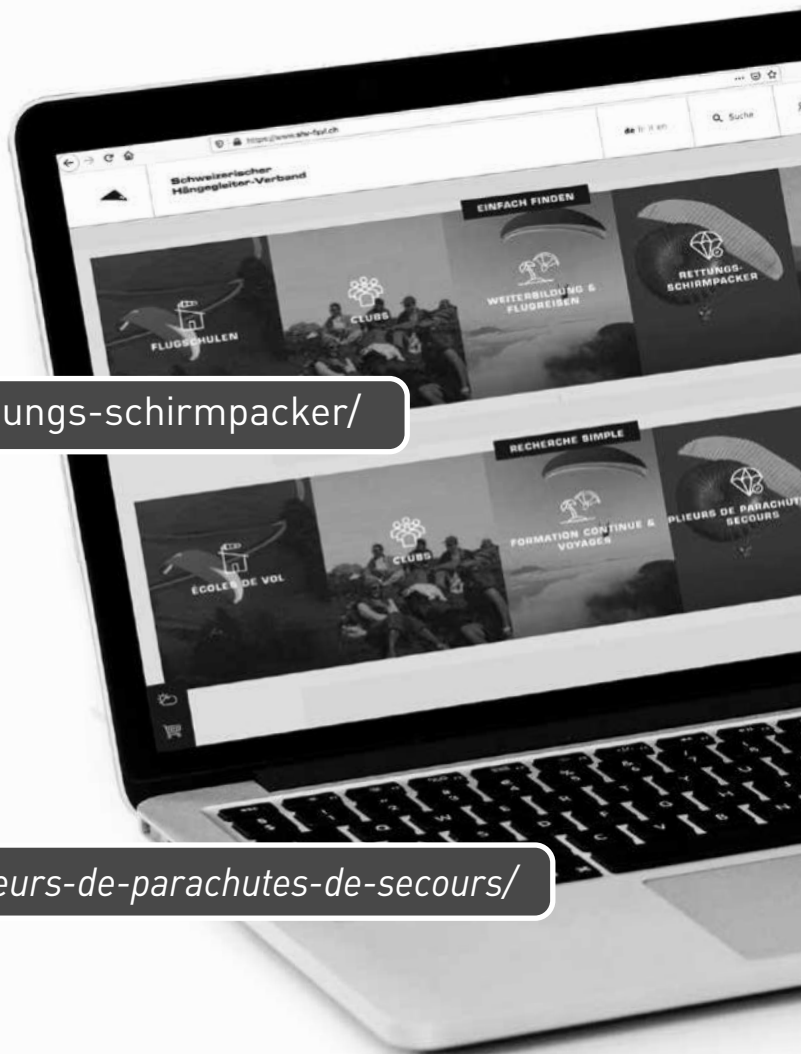 https://www.shv-fsvl.ch
de fr it en
Suche
Schweizerischer
Hängegleiter-Verband
EINFACH FINDEN
FLUGSCHULEN
CLUBS
WEITERBILDUNG &
FLUGREISEN
RETTUNGS-
SCHIRMPACKER
ungs-schirmpacker/
RECHERCHE SIMPLE
ÉCOLES DE VOL
CLUBS
FORMATION CONTINUE &
VOYAGES
PLIEURS DE PARACHUTE
SECOURS
eurs-de-parachutes-de-secours/